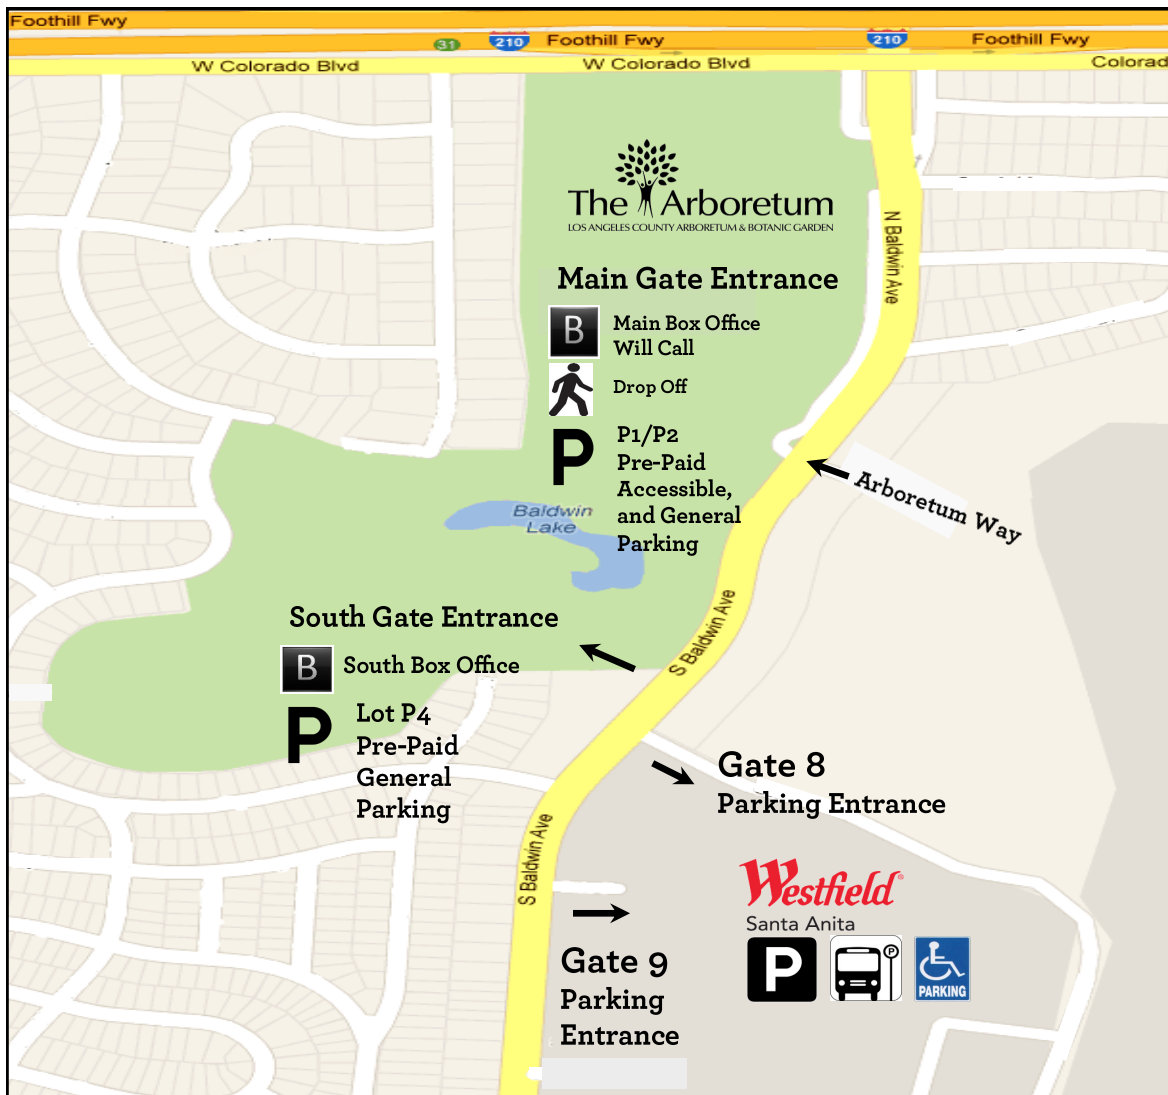 Foothill Fwy
31
210
Foothill Fwy
210
Foothill Fwy
W Colorado Blvd
W Colorado Blvd
Colorad
The Arboretum
LOS ANGELES COUNTY ARBORETUM & BOTANIC GARDEN
N Baldwin Ave
Main Gate Entrance
B
Main Box Office
Will Call
Drop Off
P
P1/P2
Pre-Paid
Accessible,
and General
Parking
Arboretum Way
Baldwin
Lake
S Baldwin Ave
South Gate Entrance
B
South Box Office
P
Lot P4
Pre-Paid
General
Parking
Gate 8
Parking Entrance
S Baldwin Ave
Westfield®
Santa Anita
P
P
PARKING
Gate 9
Parking
Entrance